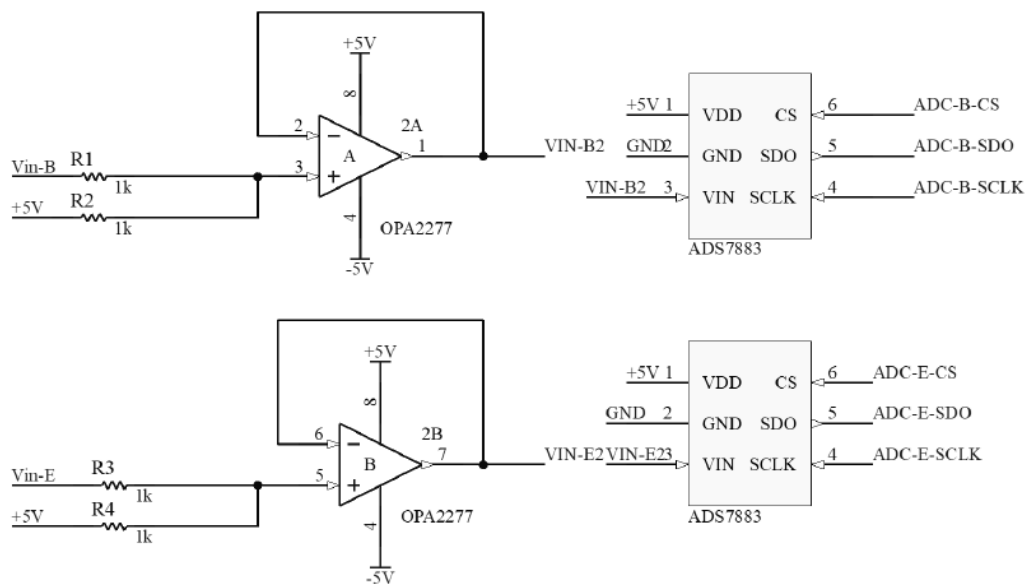 +5V
8
2
2A
A
1
VIN-B2
3
4
OPA2277
-5V
Vin-B
R1
1k
+5V
R2
1k
+5V 1
VDD
CS
6
ADC-B-CS
GND2
GND
SDO
5
ADC-B-SDO
VIN-B2
3
VIN
SCLK
4
ADC-B-SCLK
ADS7883
+5V
8
6
2B
B
7
VIN-E2
5
4
OPA2277
-5V
Vin-E
R3
1k
+5V
R4
1k
+5V 1
VDD
CS
6
ADC-E-CS
GND
2
GND
SDO
5
ADC-E-SDO
VIN-E23
VIN
SCLK
4
ADC-E-SCLK
ADS7883